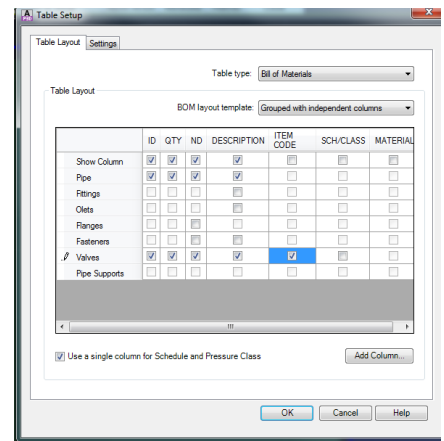 Table Setup
Table Layout Settings
Table type: Bill of Materials
Table Layout
BOM layout template: Grouped with independent columns
ID QTY ND DESCRIPTION ITEM CODE SCH/CLASS MATERIAL
Show Column
Pipe
Fittings
Olets
Flanges
Fasteners
Valves
Pipe Supports
Use a single column for Schedule and Pressure Class Add Column...
OK Cancel Help